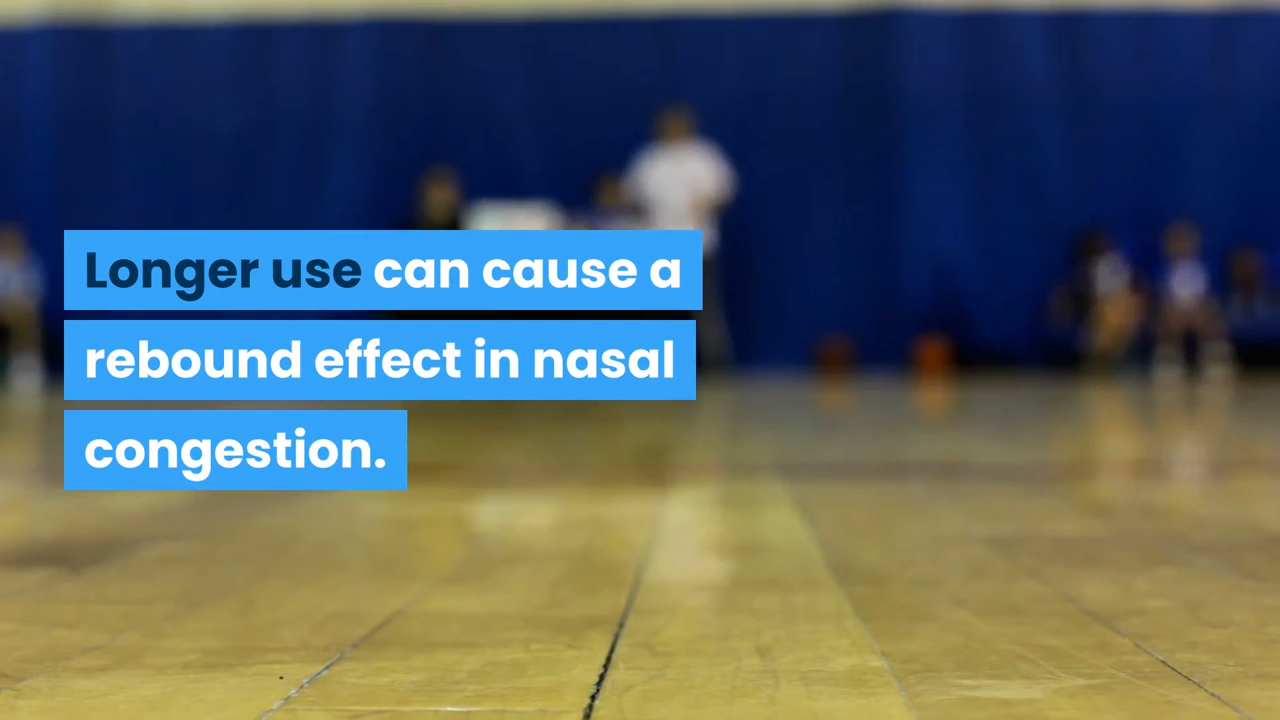 Longer use can cause a
rebound effect in nasal
congestion.